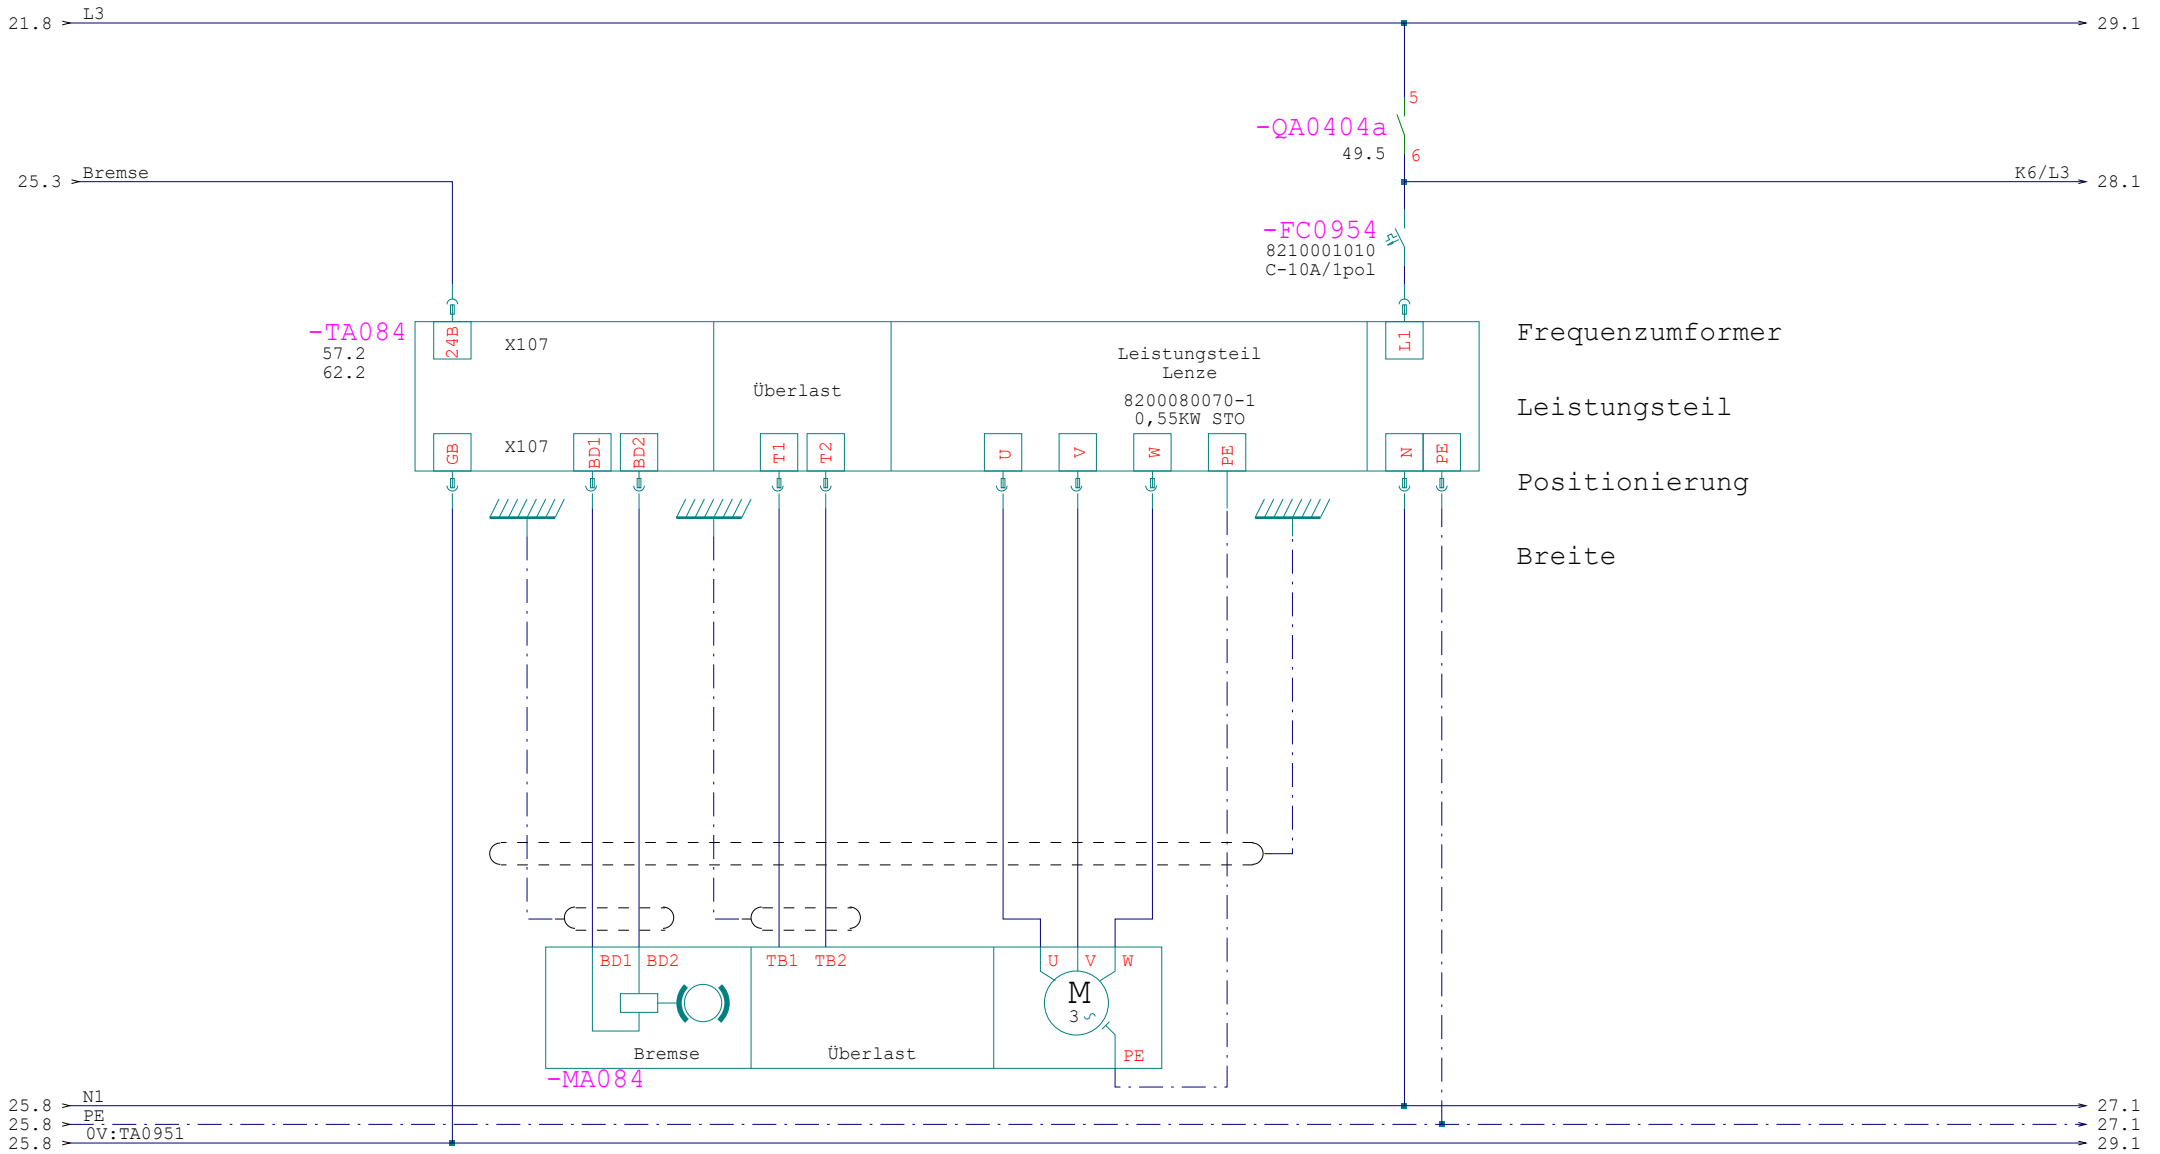 21.8 L3 29.1
5
-QA0404a
49.5 6
25.3 Bremse K6/L3 28.1
-FC0954
8210001010
C-10A/1pol
-TA084
57.2
62.2
24B X107
Überlast
Leistungsteil
Lenze
8200080070-1
0,55KW STO
L1
Frequenzumformer
Leistungsteil
Positionierung
Breite
GB X107 BD1 BD2 T1 T2 U V W PE N PE
BD1 BD2 TB1 TB2 U V W
M
3
Bremse Überlast PE
-MA084
25.8 N1 27.1
25.8 PE 27.1
25.8 0V:TA0951 29.1